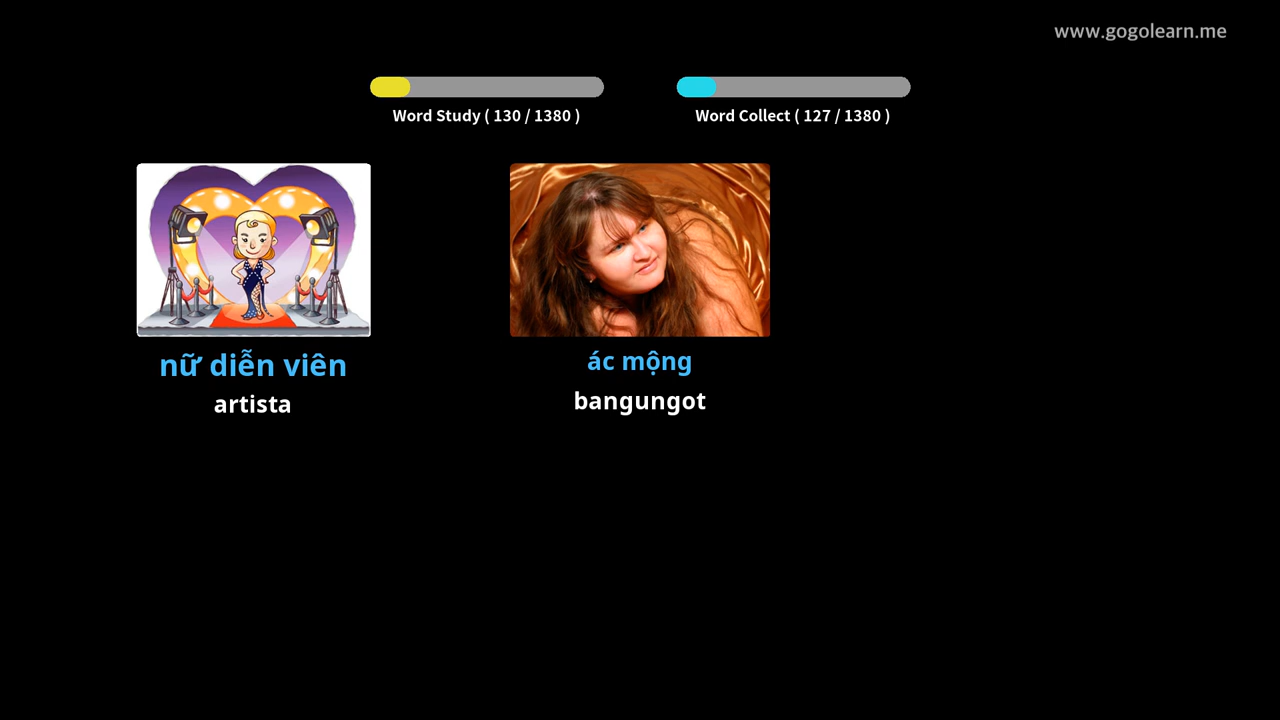 www.gogolearn.me
Word Study ( 130 / 1380 )
Word Collect ( 127 / 1380 )
nữ diễn viên
artista
ác mộng
bangungot